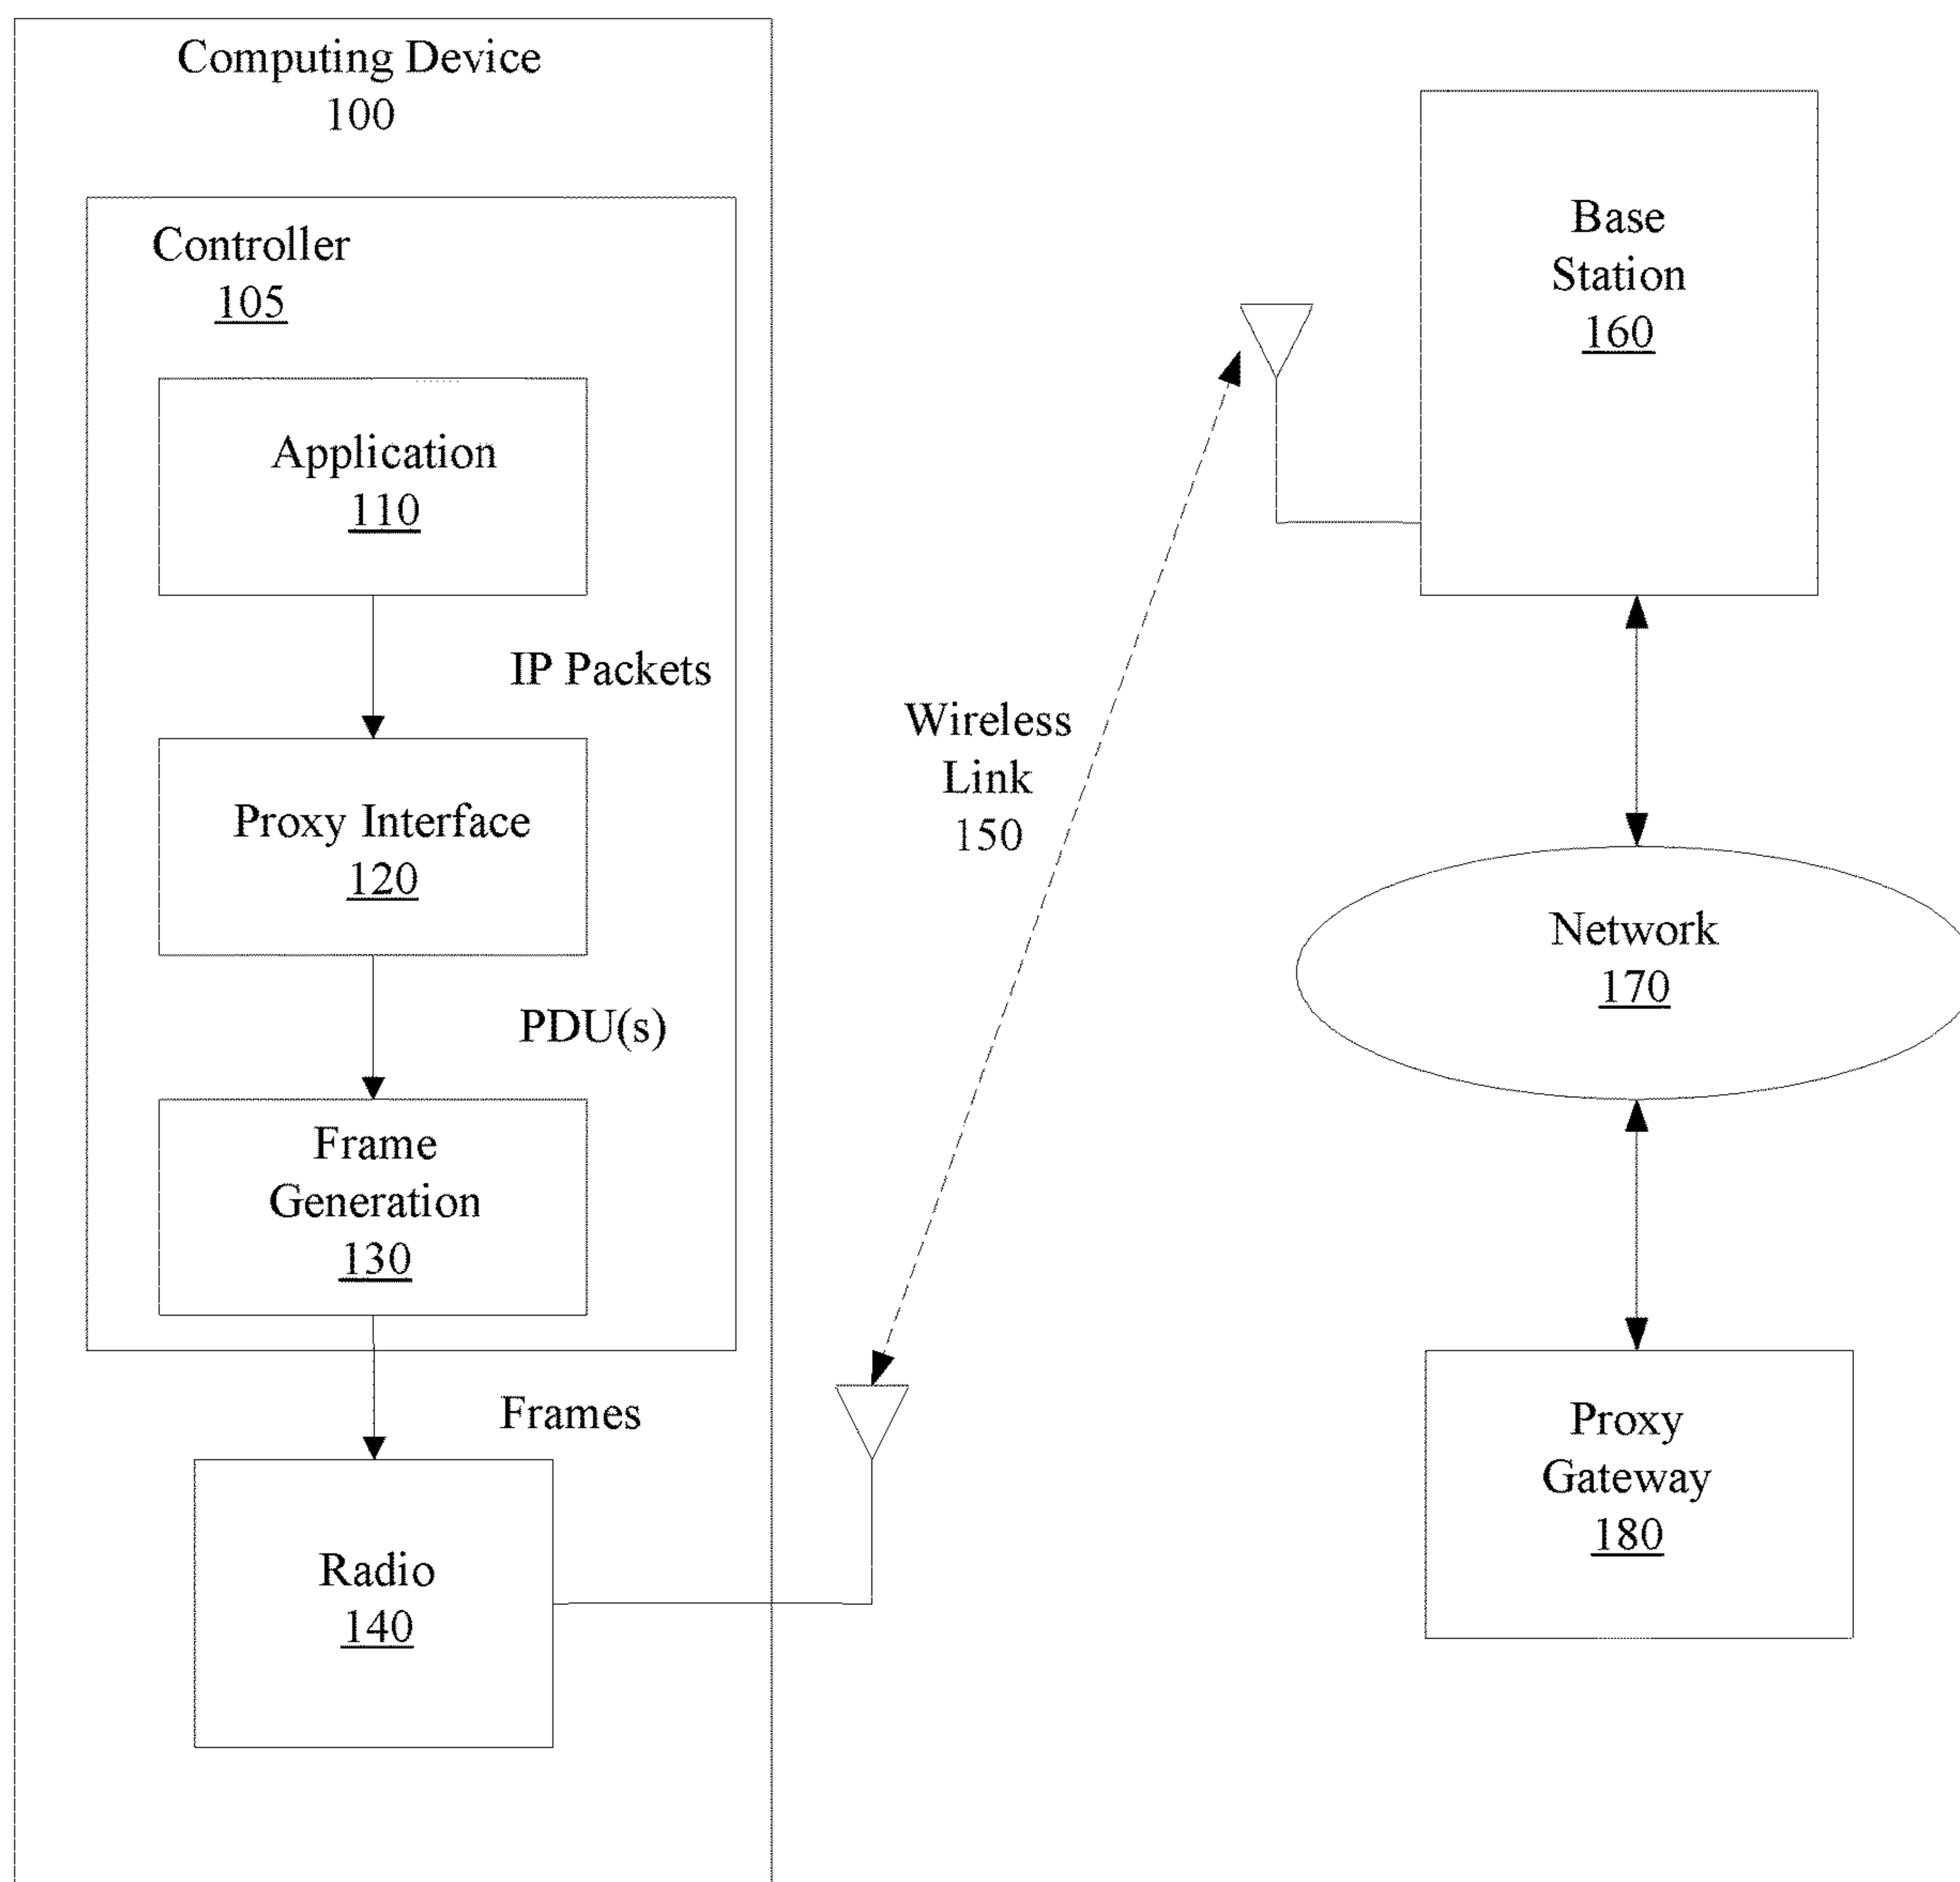 Computing Device
100
Controller
105
Application
110
IP Packets
Proxy Interface
120
PDU(s)
Frame
Generation
130
Frames
Radio
140
Wireless
Link
150
Base
Station
160
Network
170
Proxy
Gateway
180